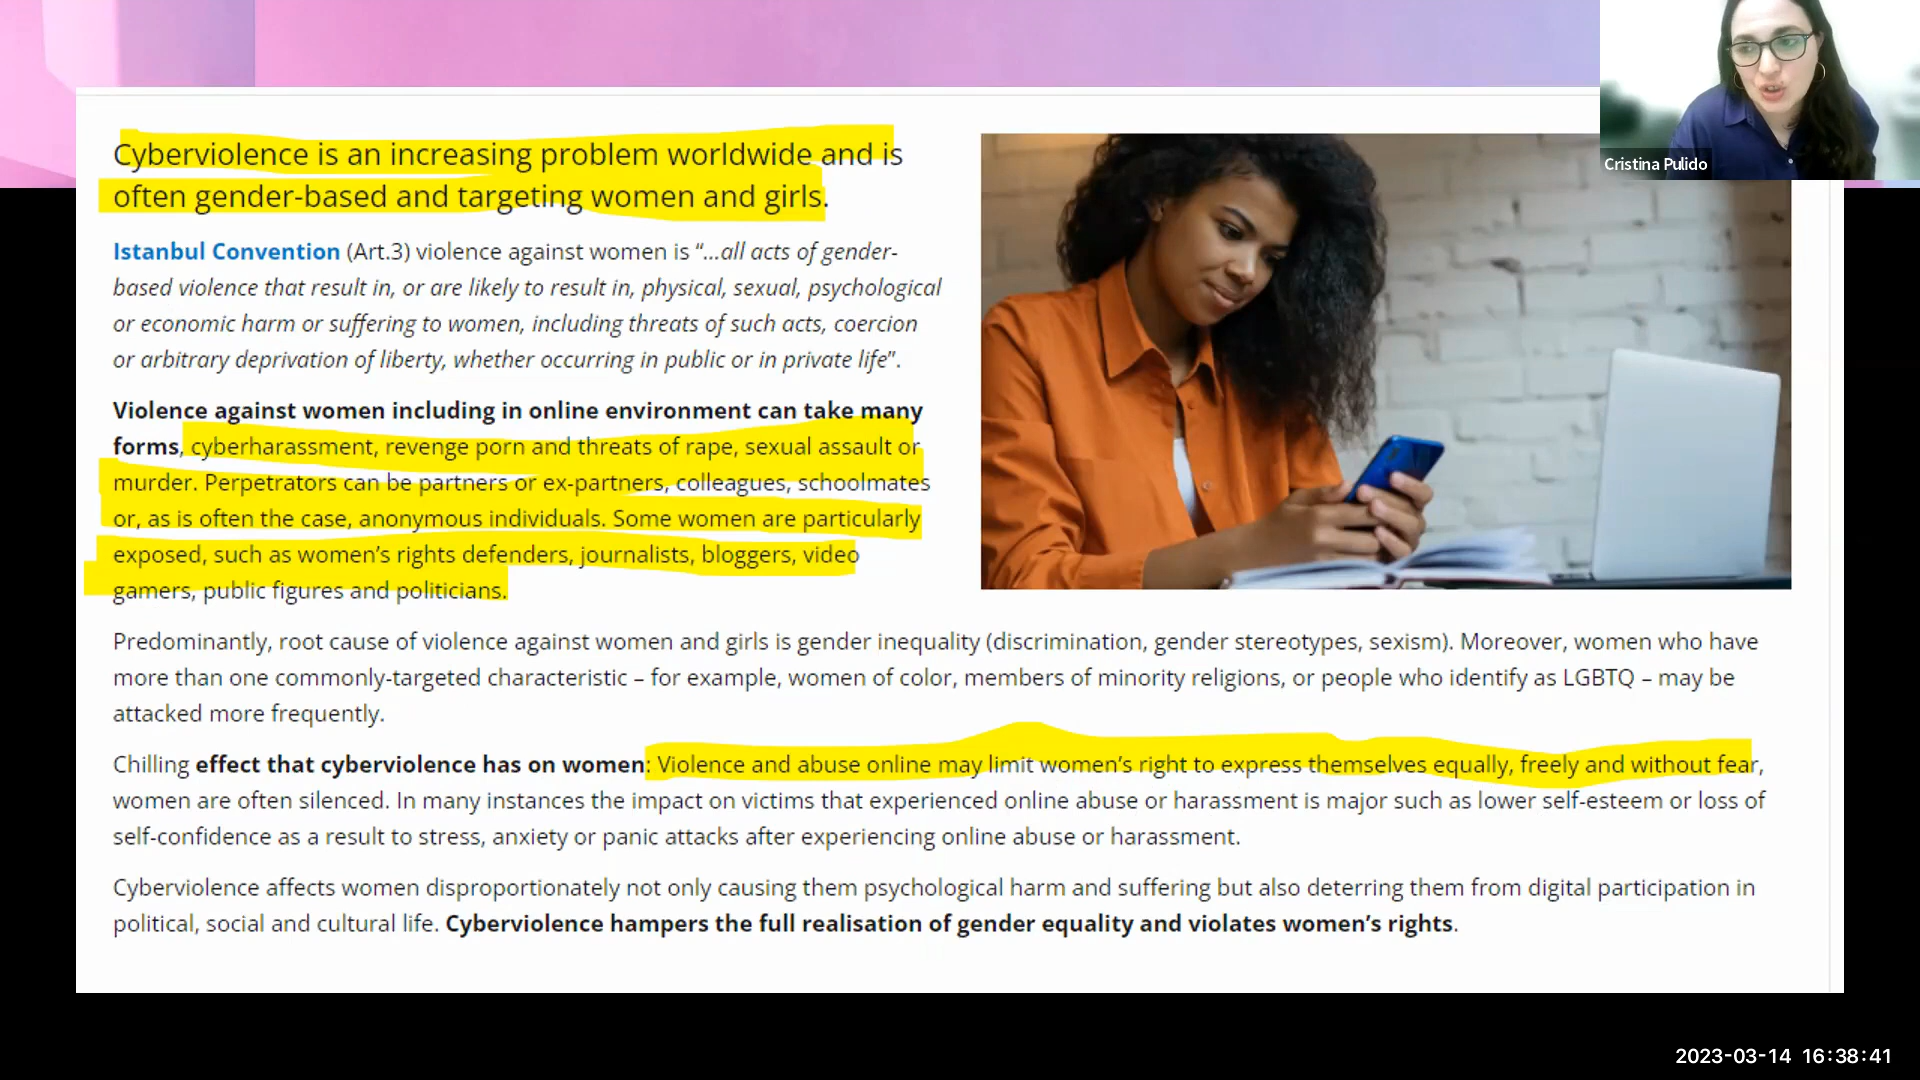 Cyberviolence is an increasing problem worldwide and is
often gender-based and targeting women and girls.
Istanbul Convention (Art.3) violence against women is “...all acts of gender-
based violence that result in, or are likely to result in, physical, sexual, psychological
or economic harm or suffering to women, including threats of such acts, coercion
or arbitrary deprivation of liberty, whether occurring in public or in private life”.
Violence against women including in online environment can take many
forms, cyberharassment, revenge porn and threats of rape, sexual assault or
murder. Perpetrators can be partners or ex-partners, colleagues, schoolmates
or, as is often the case, anonymous individuals. Some women are particularly
exposed, such as women’s rights defenders, journalists, bloggers, video
gamers, public figures and politicians.
Predominantly, root cause of violence against women and girls is gender inequality (discrimination, gender stereotypes, sexism). Moreover, women who have
more than one commonly-targeted characteristic – for example, women of color, members of minority religions, or people who identify as LGBTQ – may be
attacked more frequently.
Chilling effect that cyberviolence has on women: Violence and abuse online may limit women’s right to express themselves equally, freely and without fear,
women are often silenced. In many instances the impact on victims that experienced online abuse or harassment is major such as lower self-esteem or loss of
self-confidence as a result to stress, anxiety or panic attacks after experiencing online abuse or harassment.
Cyberviolence affects women disproportionately not only causing them psychological harm and suffering but also deterring them from digital participation in
political, social and cultural life. Cyberviolence hampers the full realisation of gender equality and violates women’s rights.
Cristina Pulido
2023-03-14 16:38:41